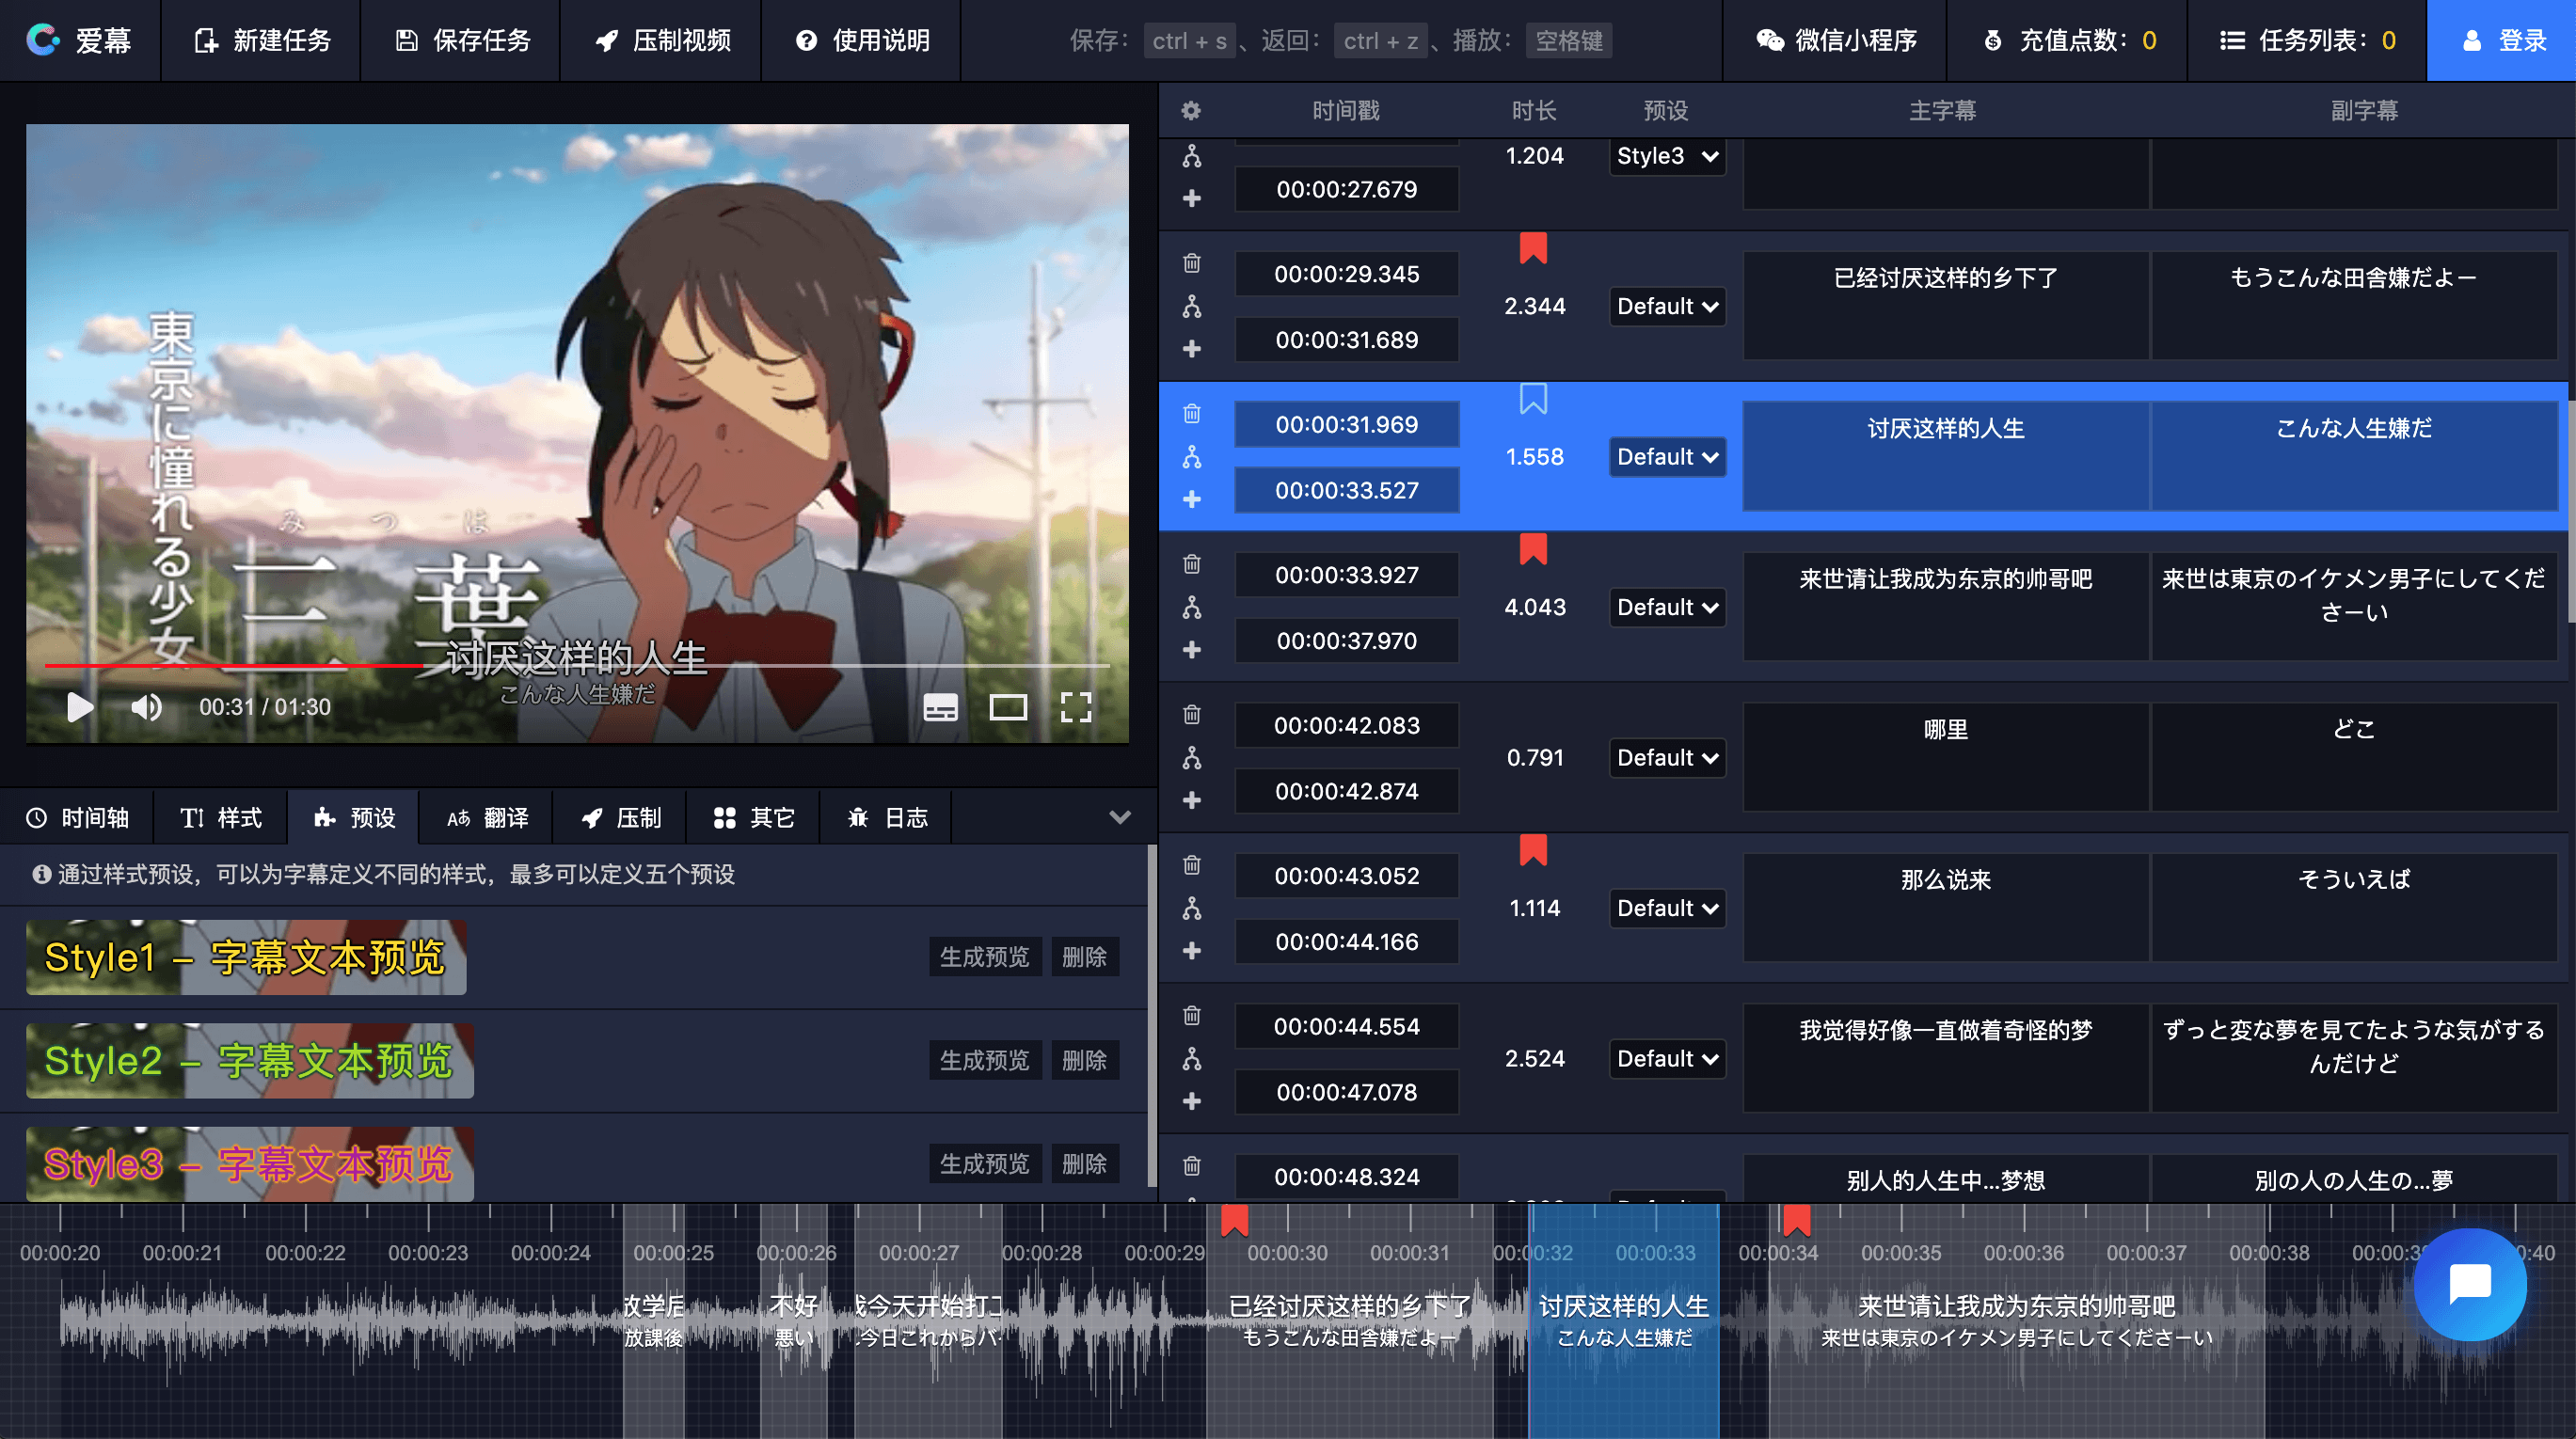 爱幕
新建任务
保存任务
压制视频
使用说明
保存： ctrl + s 、返回： ctrl + z 、播放： 空格键
微信小程序
充值点数：0
任务列表：0
登录
東京に憧れる少女
みつは
三葉
讨厌这样的人生
こんな人生嫌だ
00:31 / 01:30
时间轴
样式
预设
翻译
压制
其它
日志
通过样式预设，可以为字幕定义不同的样式，最多可以定义五个预设
Style1 – 字幕文本预览
生成预览 删除
Style2 – 字幕文本预览
生成预览 删除
Style3 – 字幕文本预览
生成预览 删除
时间戳 时长 预设 主字幕 副字幕
1.204 Style3
00:00:27.679
00:00:29.345
00:00:31.689
2.344 Default
已经讨厌这样的乡下了
もうこんな田舎嫌だよー
00:00:31.969
00:00:33.527
1.558 Default
讨厌这样的人生
こんな人生嫌だ
00:00:33.927
00:00:37.970
4.043 Default
来世请让我成为东京的帅哥吧
来世は東京のイケメン男子にしてくだ
さーい
00:00:42.083
00:00:42.874
0.791 Default
哪里
どこ
00:00:43.052
00:00:44.166
1.114 Default
那么说来
そういえば
00:00:44.554
00:00:47.078
2.524 Default
我觉得好像一直做着奇怪的梦
ずっと変な夢を見てたような気がする
んだけど
00:00:48.324
别人的人生中...梦想
別の人の人生の...夢
00:00:20 00:00:21 00:00:22 00:00:23 00:00:24 00:00:25 00:00:26 00:00:27 00:00:28 00:00:29 00:00:30 00:00:31 00:00:32 00:00:33 00:00:34 00:00:35 00:00:36 00:00:37 00:00:38
放学后
放課後
不好
悪い
今天开始打工
今日これからバ
已经讨厌这样的乡下了
もうこんな田舎嫌だよー
讨厌这样的人生
こんな人生嫌だ
来世请让我成为东京的帅哥吧
来世は東京のイケメン男子にしてくださーい